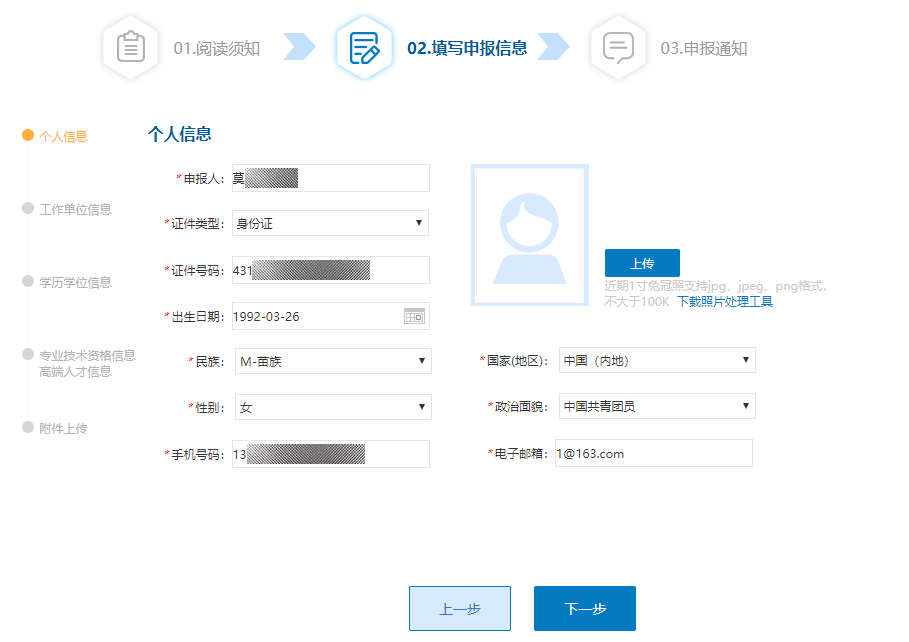 01.阅读须知
02.填写申报信息
03.申报通知
个人信息
工作单位信息
学历学位信息
专业技术资格信息
高端人才信息
附件上传
个人信息
*申报人： 莫
*证件类型： 身份证
*证件号码： 431
*出生日期： 1992-03-26
*民族： M-苗族
*性别： 女
*手机号码： 13
上传
近期1寸免冠照支持jpg、jpeg、png格式，
不大于100K 下载照片处理工具
*国家(地区)： 中国（内地）
*政治面貌： 中国共青团员
*电子邮箱： 1@163.com
上一步
下一步